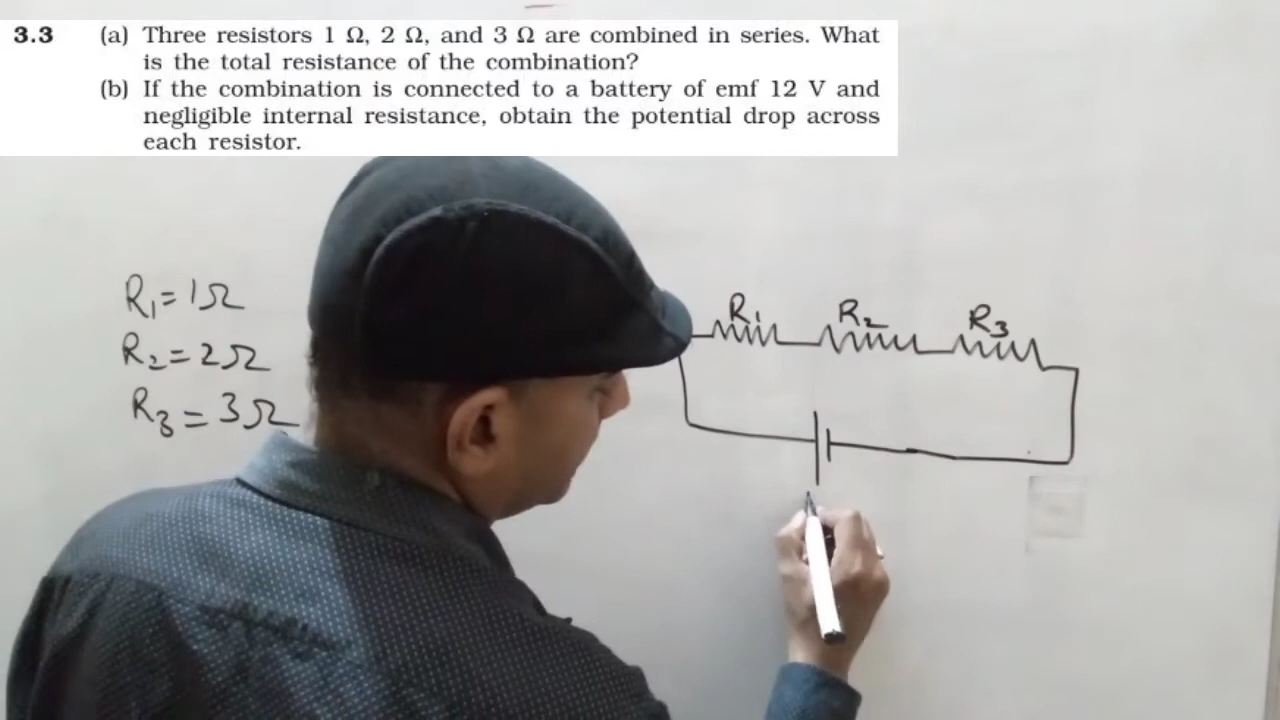 3.3 (a) Three resistors 1 Ω, 2 Ω, and 3 Ω are combined in series. What
is the total resistance of the combination?
(b) If the combination is connected to a battery of emf 12 V and
negligible internal resistance, obtain the potential drop across
each resistor.
R₁=1Ω
R₂=2Ω
R₃=3Ω
R₁ R₂ R₃